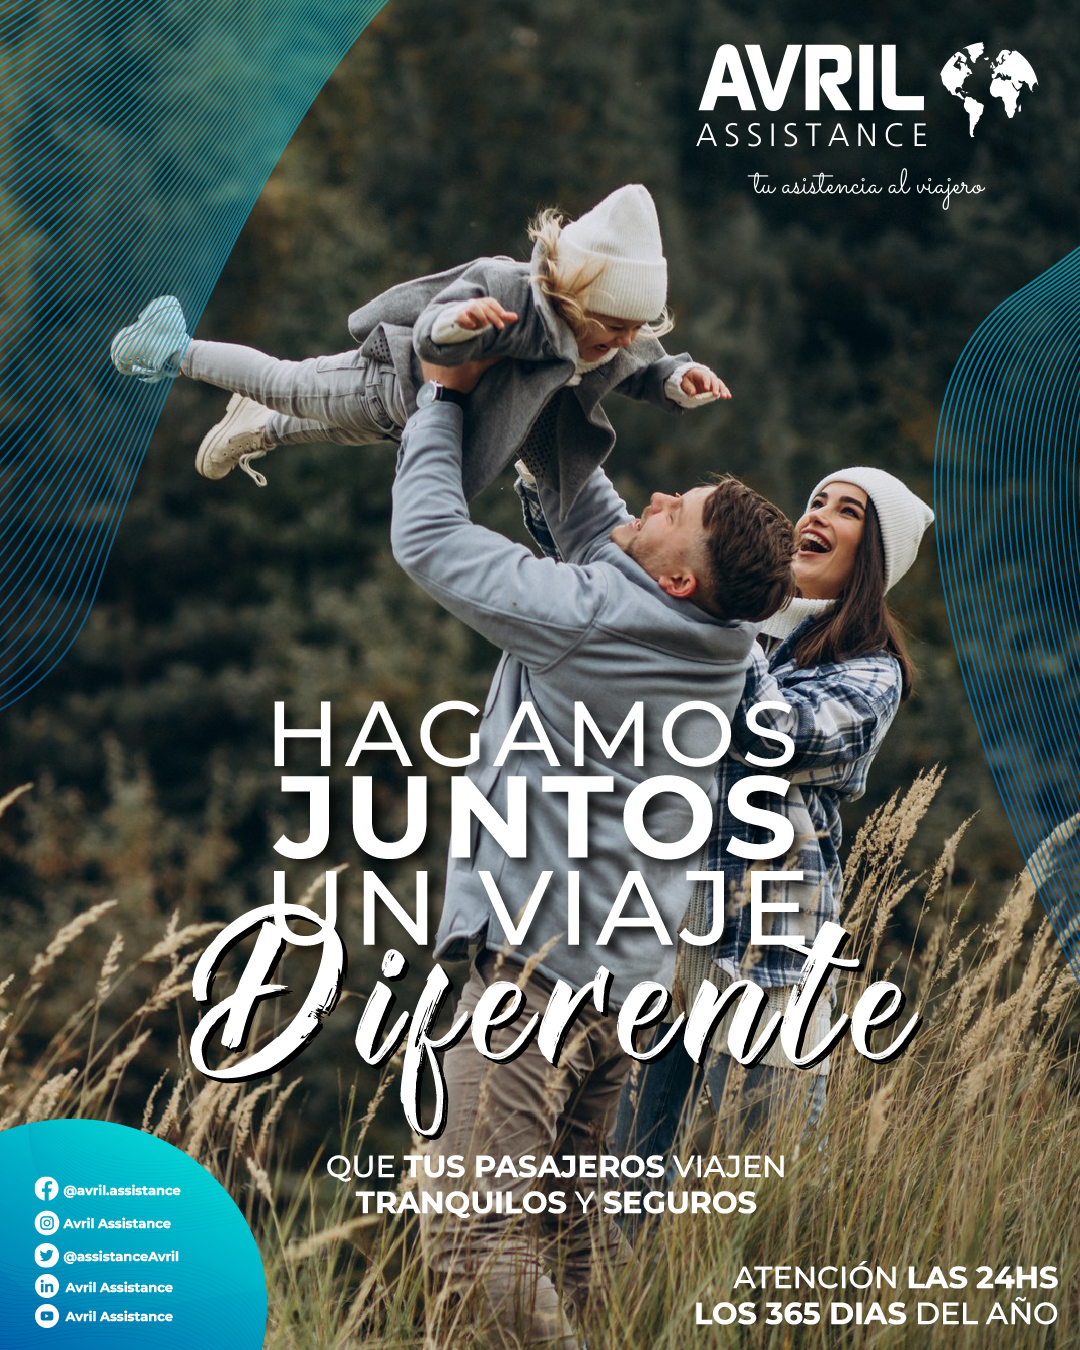 AVRIL
ASSISTANCE
tu asistencia al viajero
HAGAMOS
JUNTOS
UN VIAJE
Diferente
QUE TUS PASAJEROS VIAJEN
TRANQUILOS Y SEGUROS
@avril.assistance
Avril Assistance
@assistanceAvril
Avril Assistance
Avril Assistance
ATENCIÓN LAS 24HS
LOS 365 DIAS DEL AÑO